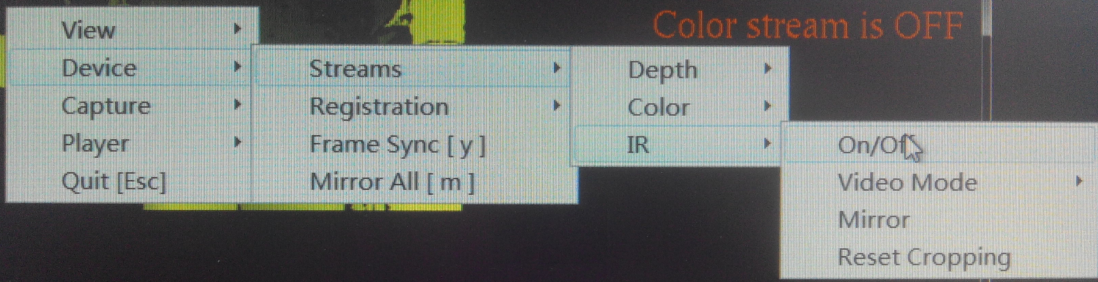 Color stream is OFF
View
Device
Capture
Player
Quit [Esc]
Streams
Registration
Frame Sync [ y ]
Mirror All [ m ]
Depth
Color
IR
On/Off
Video Mode
Mirror
Reset Cropping